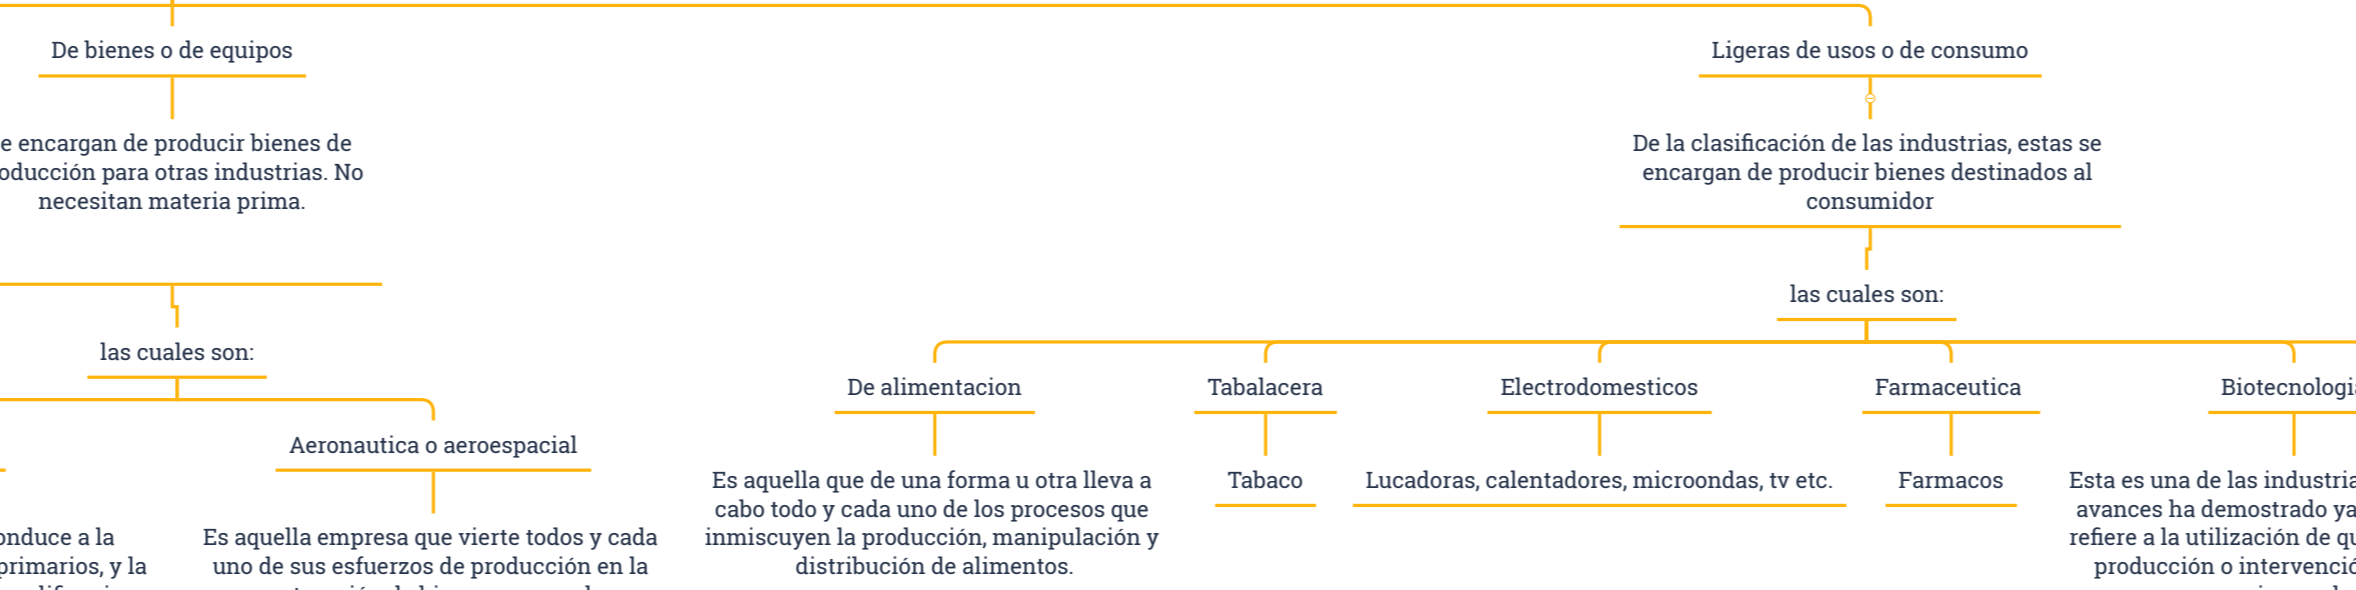 De bienes o de equipos
Ligeras de usos o de consumo
e encargan de producir bienes de
oducción para otras industrias. No
necesitan materia prima.
De la clasificación de las industrias, estas se
encargan de producir bienes destinados al
consumidor
las cuales son:
las cuales son:
Aeronautica o aeroespacial
De alimentacion
Tabalacera
Electrodomesticos
Farmaceutica
Biotecnologi
onduce a la
primarios, y la
Es aquella empresa que vierte todos y cada
uno de sus esfuerzos de producción en la
Es aquella que de una forma u otra lleva a
cabo todo y cada uno de los procesos que
inmiscuyen la producción, manipulación y
distribución de alimentos.
Tabaco
Lucadoras, calentadores, microondas, tv etc.
Farmacos
Esta es una de las industria
avances ha demostrado ya
refiere a la utilización de qu
producción o intervenció